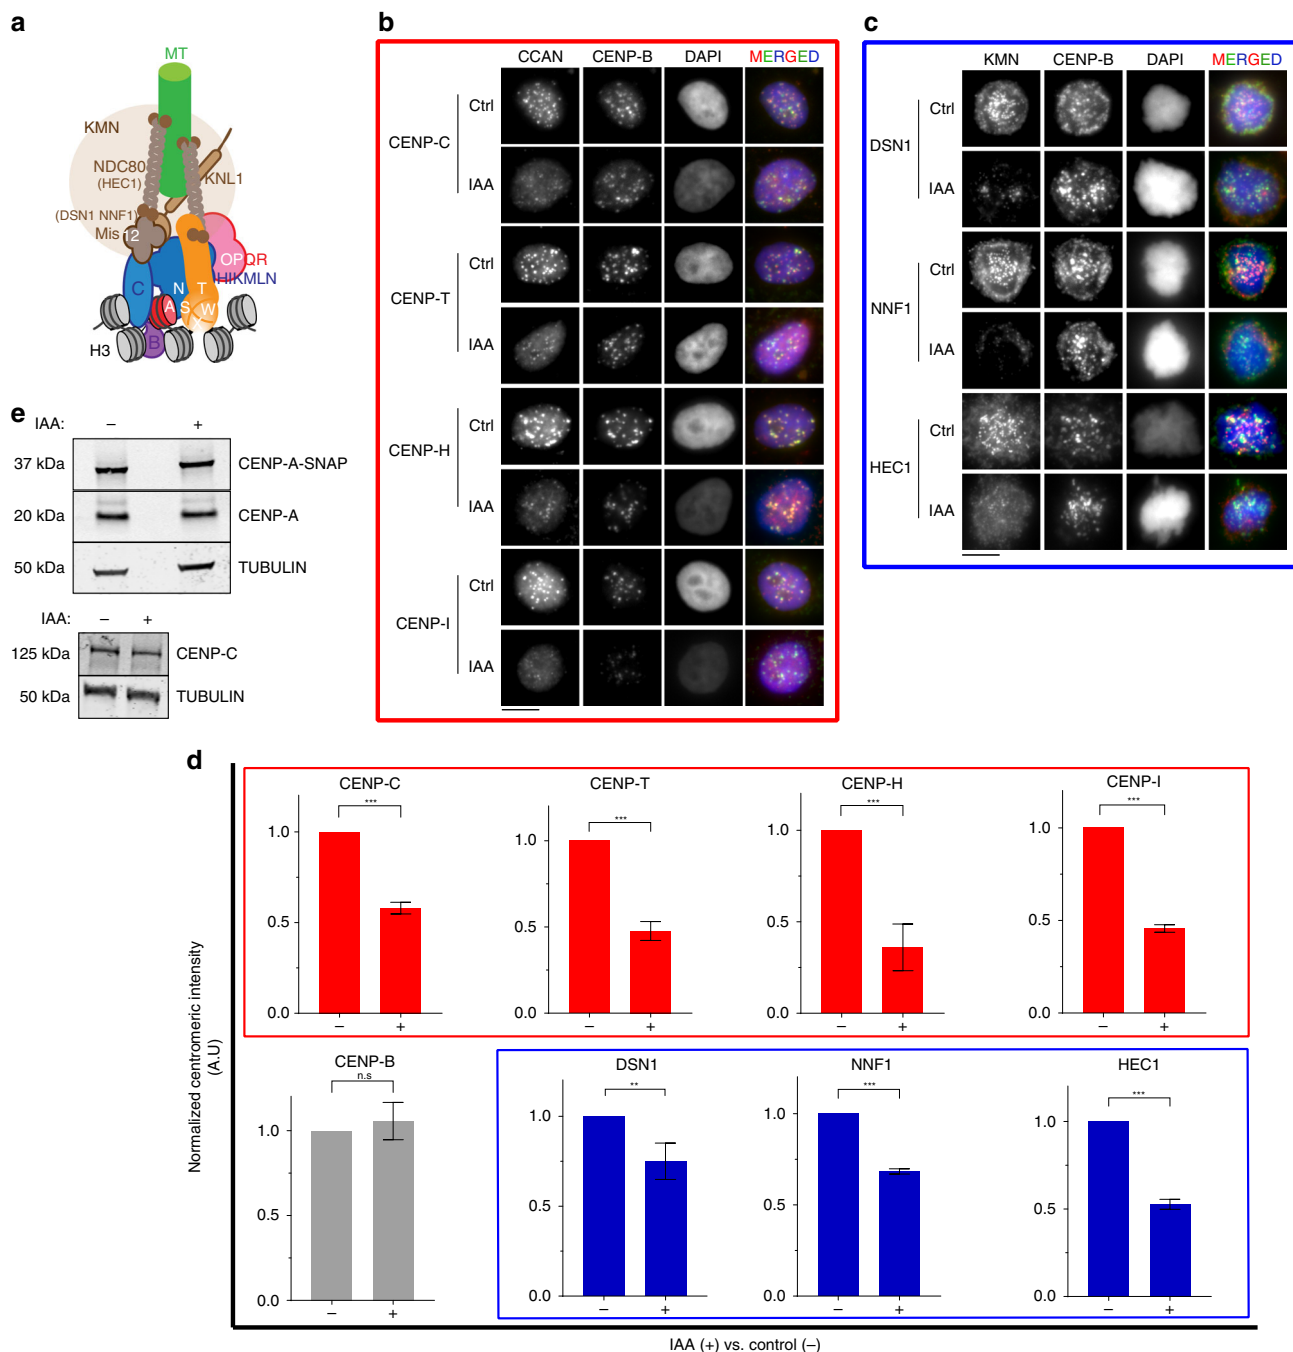 a
MT
KMN
NDC80
(HEC1)
KNL1
(DSN1 NNF1)
Mis 12
OPQR
HIKMLN
C
N
T
A
S
W
X
B
H3
b
CCAN CENP-B DAPI MERGED
CENP-C
Ctrl
IAA
CENP-T
Ctrl
IAA
CENP-H
Ctrl
IAA
CENP-I
Ctrl
IAA
c
KMN CENP-B DAPI MERGED
DSN1
Ctrl
IAA
NNF1
Ctrl
IAA
HEC1
Ctrl
IAA
e
IAA: – +
37 kDa CENP-A-SNAP
20 kDa CENP-A
50 kDa TUBULIN
IAA: – +
125 kDa CENP-C
50 kDa TUBULIN
d
Normalized centromeric intensity
(A.U)
CENP-C
***
1.0
0.5
0.0
– +
CENP-T
***
1.0
0.5
0.0
– +
CENP-H
***
1.0
0.5
0.0
– +
CENP-I
***
1.0
0.5
0.0
– +
CENP-B
n.s
1.0
0.5
0.0
– +
DSN1
**
1.0
0.5
0.0
– +
NNF1
***
1.0
0.5
0.0
– +
HEC1
***
1.0
0.5
0.0
– +
IAA (+) vs. control (–)